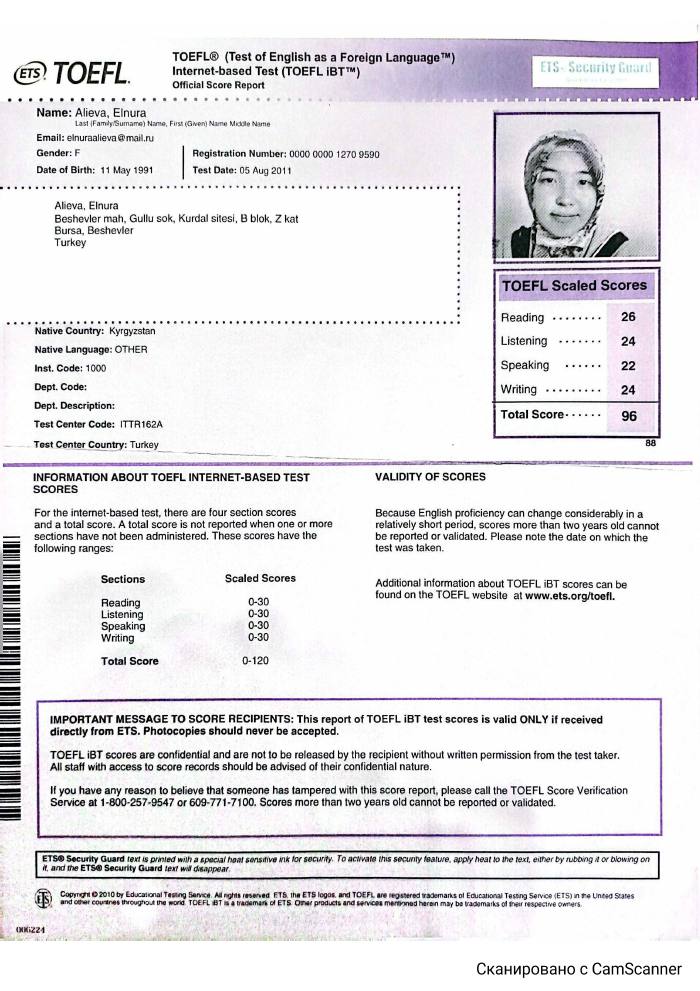 ETS TOEFL.
TOEFL® (Test of English as a Foreign Language™)
Internet-based Test (TOEFL iBT™)
Official Score Report
ETS- Security Guard
Name: Alieva, Elnura
Last (Family/Surname) Name, First (Given) Name Middle Name
Email: elnuraalieva@mail.ru
Gender: F
Registration Number: 0000 0000 1270 9590
Date of Birth: 11 May 1991
Test Date: 05 Aug 2011
Alieva, Elnura
Beshevler mah, Gullu sok, Kurdal sitesi, B blok, Z kat
Bursa, Beshevler
Turkey
TOEFL Scaled Scores
Reading ........ 26
Listening ....... 24
Speaking ...... 22
Writing ......... 24
Total Score...... 96
88
Native Country: Kyrgyzstan
Native Language: OTHER
Inst. Code: 1000
Dept. Code:
Dept. Description:
Test Center Code: ITTR162A
Test Center Country: Turkey
INFORMATION ABOUT TOEFL INTERNET-BASED TEST
SCORES
For the internet-based test, there are four section scores
and a total score. A total score is not reported when one or more
sections have not been administered. These scores have the
following ranges:
Sections Scaled Scores
Reading 0-30
Listening 0-30
Speaking 0-30
Writing 0-30
Total Score 0-120
VALIDITY OF SCORES
Because English proficiency can change considerably in a
relatively short period, scores more than two years old cannot
be reported or validated. Please note the date on which the
test was taken.
Additional information about TOEFL iBT scores can be
found on the TOEFL website at www.ets.org/toefl.
IMPORTANT MESSAGE TO SCORE RECIPIENTS: This report of TOEFL iBT test scores is valid ONLY if received
directly from ETS. Photocopies should never be accepted.
TOEFL iBT scores are confidential and are not to be released by the recipient without written permission from the test taker.
All staff with access to score records should be advised of their confidential nature.
If you have any reason to believe that someone has tampered with this score report, please call the TOEFL Score Verification
Service at 1-800-257-9547 or 609-771-7100. Scores more than two years old cannot be reported or validated.
ETS® Security Guard text is printed with a special heat sensitive ink for security. To activate this security feature, apply heat to the text, either by rubbing it or blowing on
it, and the ETS® Security Guard text will disappear.
ETS
Copyright © 2010 by Educational Testing Service. All rights reserved. ETS, the ETS logos, and TOEFL are registered trademarks of Educational Testing Service (ETS) in the United States
and other countries throughout the world. TOEFL iBT is a trademark of ETS. Other products and services mentioned herein may be trademarks of their respective owners.
006224
Сканировано с CamScanner